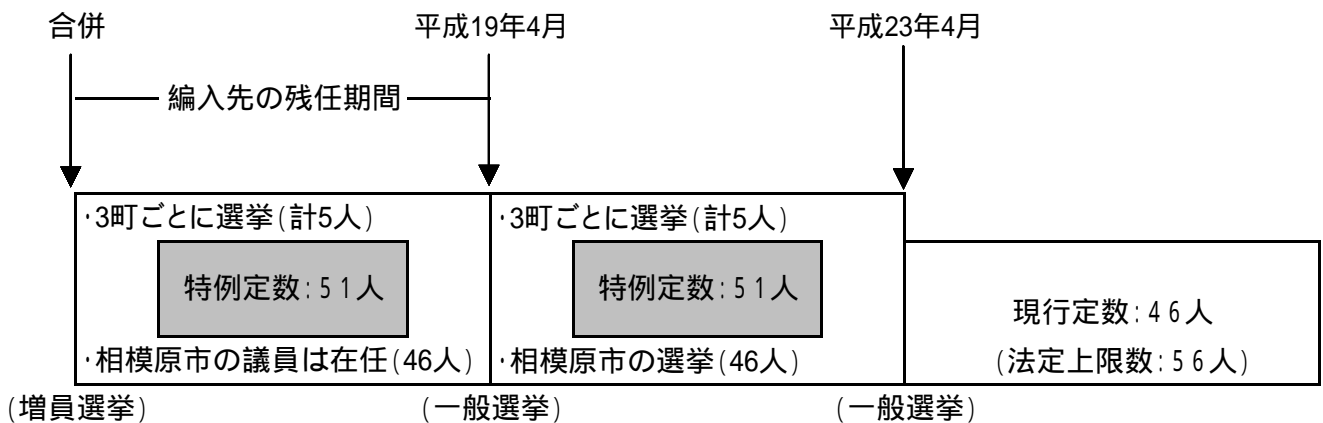 合併 平成19年4月 平成23年4月
編入先の残任期間
･3町ごとに選挙(計5人) ･3町ごとに選挙(計5人)
特例定数:51人 特例定数:51人
現行定数:46人
･相模原市の議員は在任(46人) ･相模原市の選挙(46人) (法定上限数:56人)
(増員選挙) (一般選挙) (一般選挙)